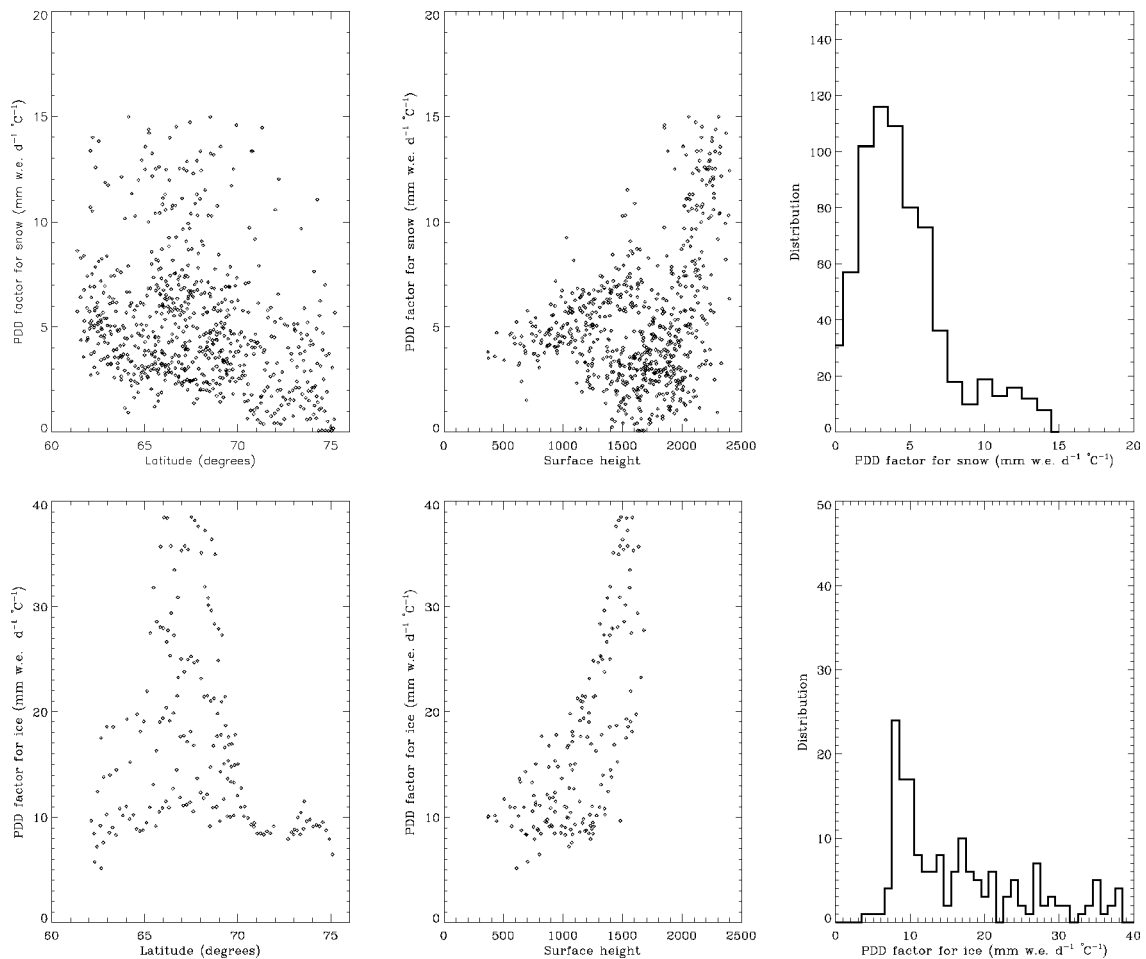 PDD factor for snow (mm w.e. d⁻¹ °C⁻¹)
20
15
10
5
0
60 65 70 75
Latitude (degrees)
PDD factor for snow (mm w.e. d⁻¹ °C⁻¹)
20
15
10
5
0
0 500 1000 1500 2000 2500
Surface height
Distribution
140
120
100
80
60
40
20
0
0 5 10 15 20
PDD factor for snow (mm w.e. d⁻¹ °C⁻¹)
PDD factor for ice (mm w.e. d⁻¹ °C⁻¹)
40
30
20
10
0
60 65 70 75
Latitude (degrees)
PDD factor for ice (mm w.e. d⁻¹ °C⁻¹)
40
30
20
10
0
0 500 1000 1500 2000 2500
Surface height
Distribution
50
40
30
20
10
0
0 10 20 30 40
PDD factor for ice (mm w.e. d⁻¹ °C⁻¹)